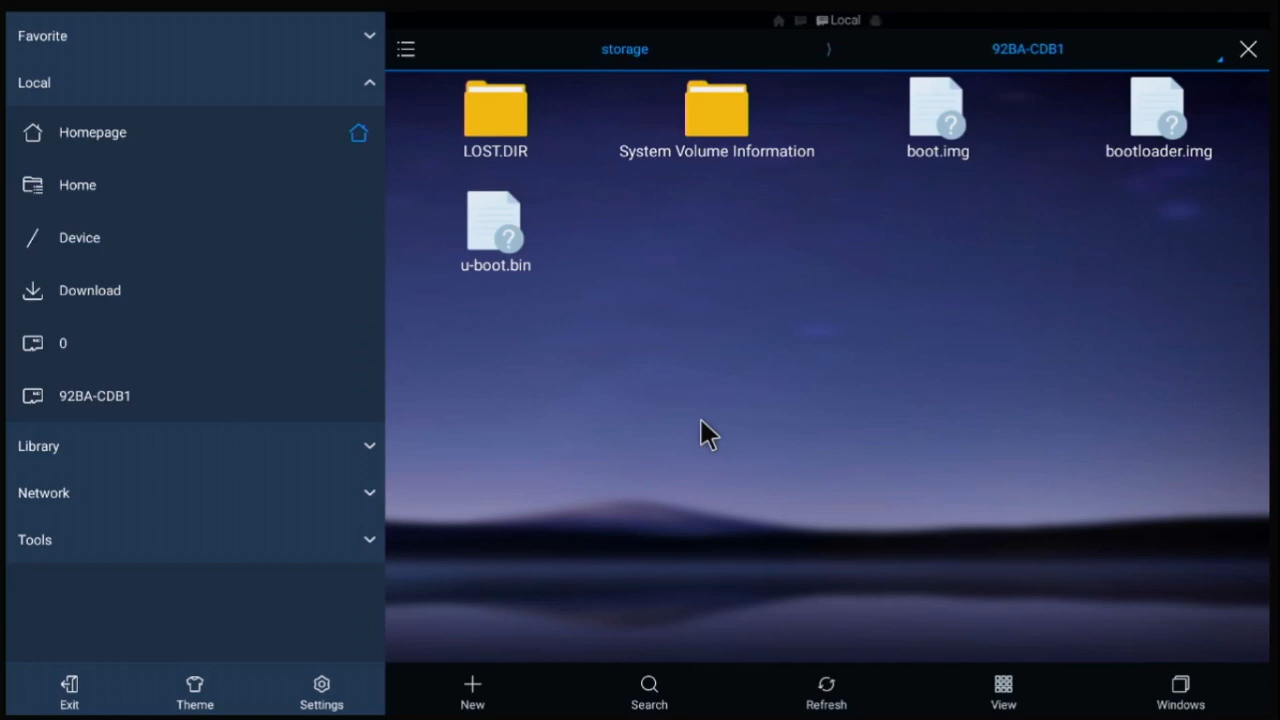 Favorite
Local
Homepage
Home
Device
Download
0
92BA-CDB1
Library
Network
Tools
Exit
Theme
Settings
Local
storage
92BA-CDB1
LOST.DIR
System Volume Information
boot.img
bootloader.img
u-boot.bin
New
Search
Refresh
View
Windows